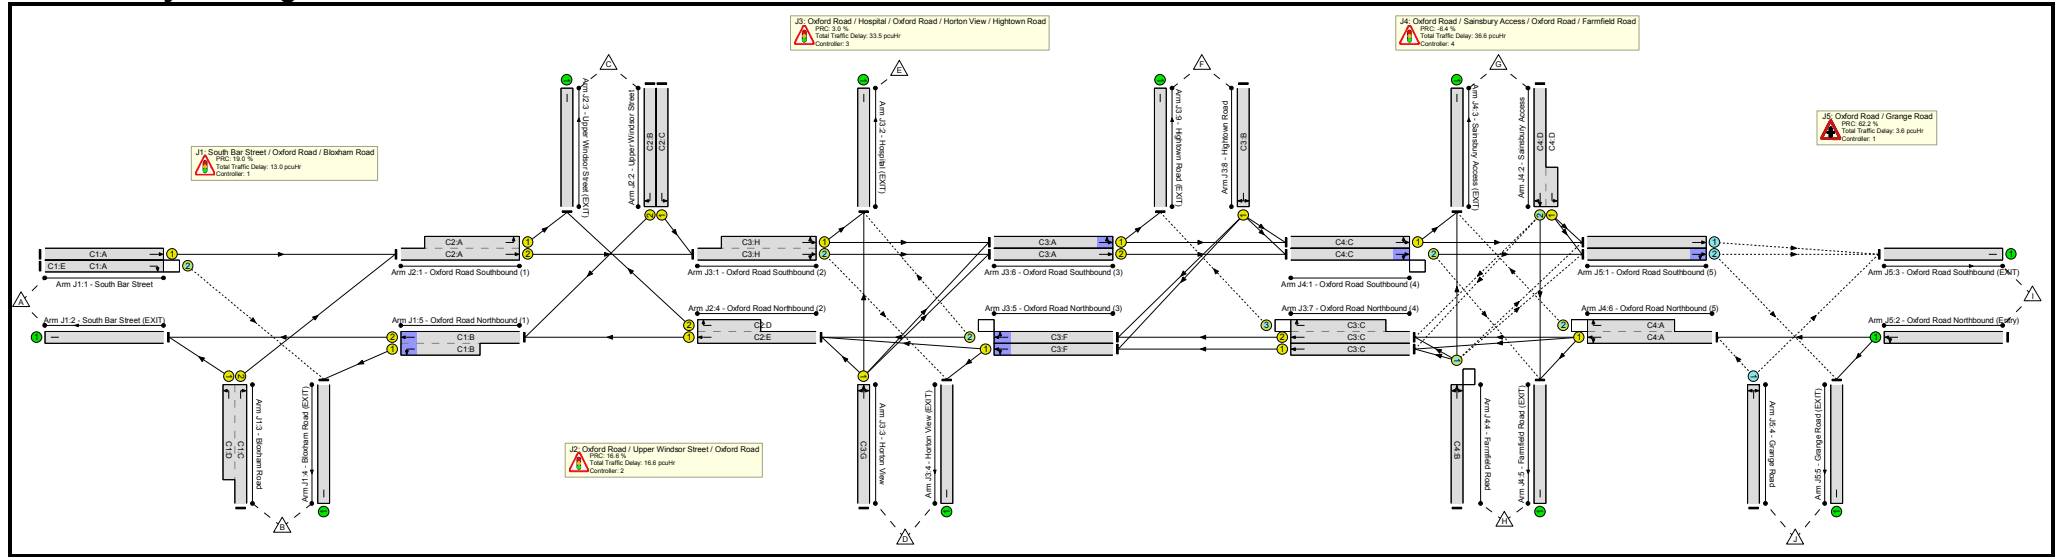 J3: Oxford Road / Hospital / Oxford Road / Horton View / Hightown Road
PRC: 3.0 %
Total Traffic Delay: 33.5 pcuHr
Controller: 3
J4: Oxford Road / Sainsbury Access / Oxford Road / Farmfield Road
PRC: -6.4 %
Total Traffic Delay: 36.6 pcuHr
Controller: 4
J5: Oxford Road / Grange Road
PRC: 62.2 %
Total Traffic Delay: 3.6 pcuHr
Controller: 1
J1: South Bar Street / Oxford Road / Bloxham Road
PRC: 19.0 %
Total Traffic Delay: 13.0 pcuHr
Controller: 1
J2: Oxford Road / Upper Windsor Street / Oxford Road
PRC: 16.6 %
Total Traffic Delay: 16.6 pcuHr
Controller: 2
C
E
F
G
Arm J2:3 - Upper Windsor Street (EXIT)
Arm J2:2 - Upper Windsor Street
C2:B
C2:C
Arm J3:2 - Hospital (EXIT)
Arm J3:9 - Hightown Road (EXIT)
Arm J3:8 - Hightown Road
C3:B
Arm J4:3 - Sainsbury Access (EXIT)
Arm J4:2 - Sainsbury Access
C4:D
C4:D
C1:A
C1:E
C1:A
Arm J1:1 - South Bar Street
C2:A
C2:A
Arm J2:1 - Oxford Road Southbound (1)
C3:H
C3:H
Arm J3:1 - Oxford Road Southbound (2)
C3:A
C3:A
Arm J3:6 - Oxford Road Southbound (3)
C4:C
C4:C
Arm J4:1 - Oxford Road Southbound (4)
Arm J5:1 - Oxford Road Southbound (5)
Arm J5:3 - Oxford Road Southbound (EXIT)
A
I
Arm J1:2 - South Bar Street (EXIT)
Arm J1:5 - Oxford Road Northbound (1)
C1:B
C1:B
Arm J2:4 - Oxford Road Northbound (2)
C2:D
C2:E
Arm J3:5 - Oxford Road Northbound (3)
C3:F
C3:F
Arm J3:7 - Oxford Road Northbound (4)
C3:C
C3:C
C3:C
Arm J4:6 - Oxford Road Northbound (5)
C4:A
C4:A
Arm J5:2 - Oxford Road Northbound (Entry)
C1:D
C1:C
Arm J1:3 - Bloxham Road
Arm J1:4 - Bloxham Road (EXIT)
C3:G
Arm J3:3 - Horton View
Arm J3:4 - Horton View (EXIT)
C4:B
Arm J4:4 - Farmfield Road
Arm J4:5 - Farmfield Road (EXIT)
Arm J5:4 - Grange Road
Arm J5:5 - Grange Road (EXIT)
B
D
H
J